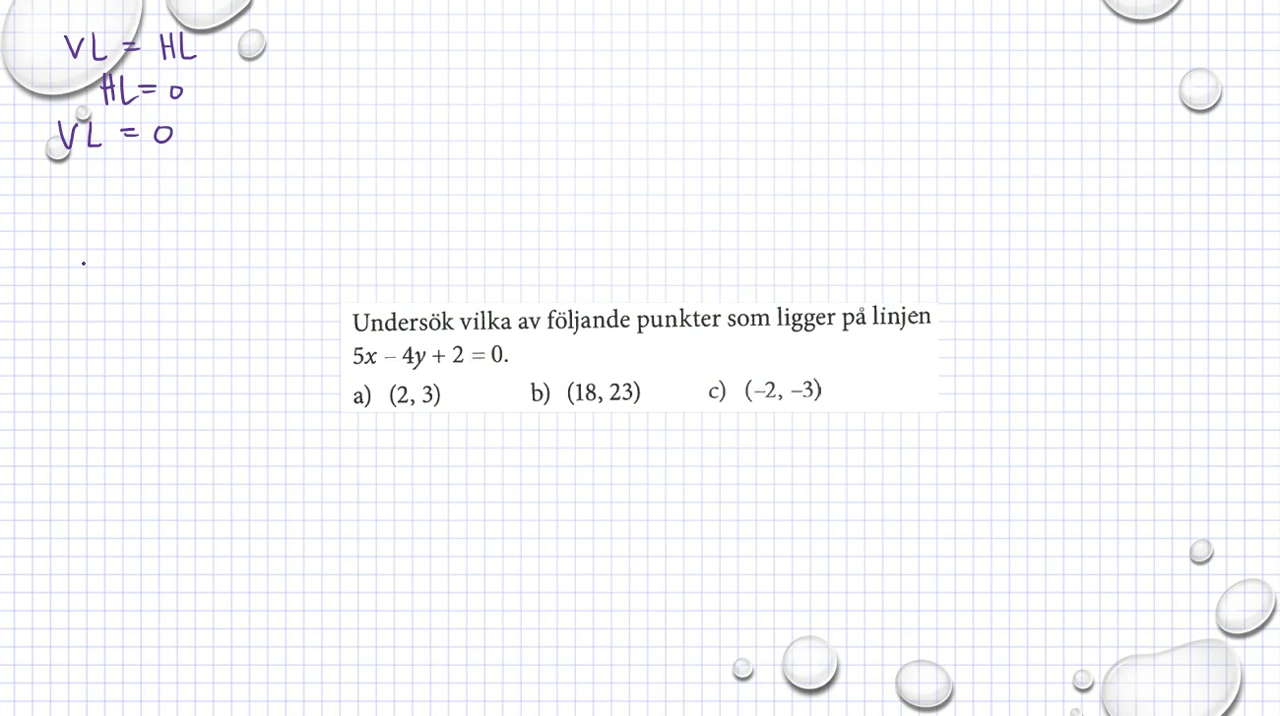 VL = HL
HL = 0
VL = 0
Undersök vilka av följande punkter som ligger på linjen
5x – 4y + 2 = 0.
a) (2, 3) b) (18, 23) c) (–2, –3)